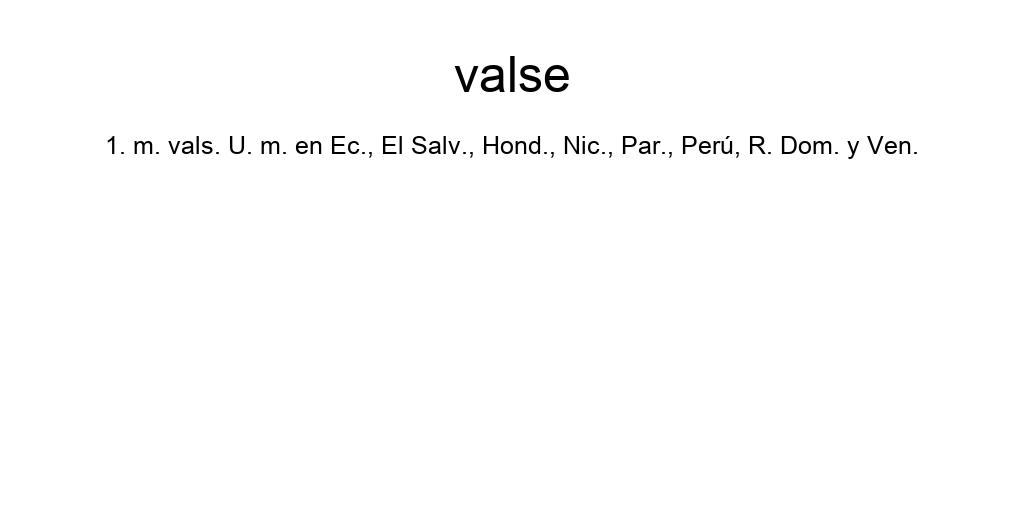 valse
1. m. vals. U. m. en Ec., El Salv., Hond., Nic., Par., Perú, R. Dom. y Ven.